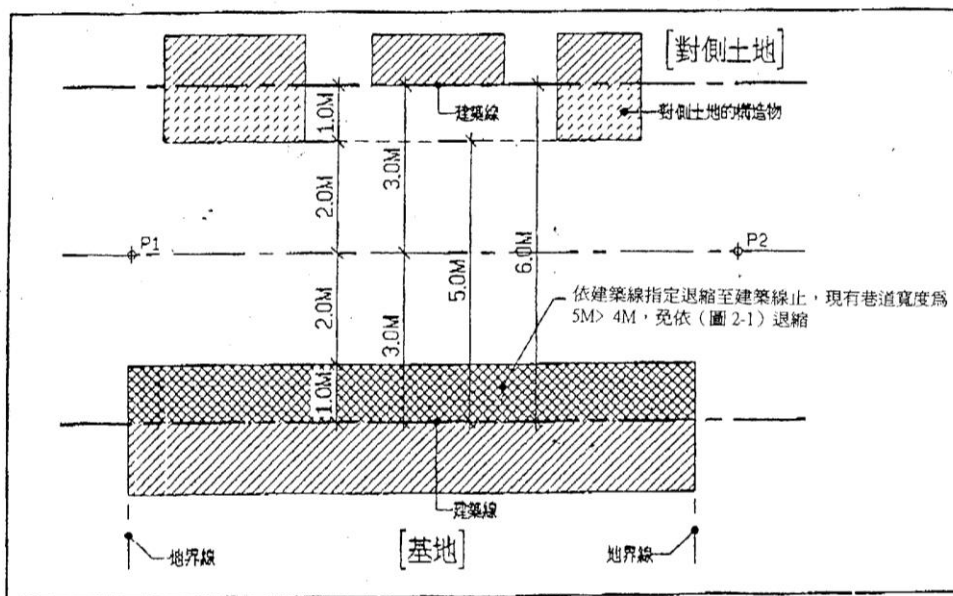 [對側土地]
建築線
對側土地的構造物
1.0M
2.0M
3.0M
P1
P2
5.0M
6.0M
依建築線指定退縮至建築線止,現有巷道寬度爲
5M> 4M,免依(圖 2-1)退縮
2.0M
3.0M
1.0M
建築線
地界線
[基地]
地界線